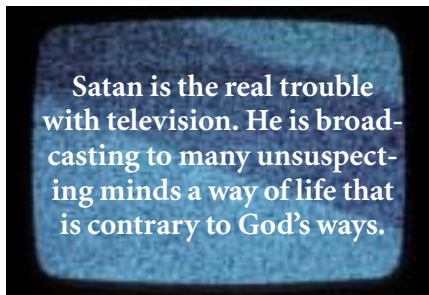 Satan is the real trouble
with television. He is broad-
casting to many unsuspect-
ing minds a way of life that
is contrary to God’s ways.